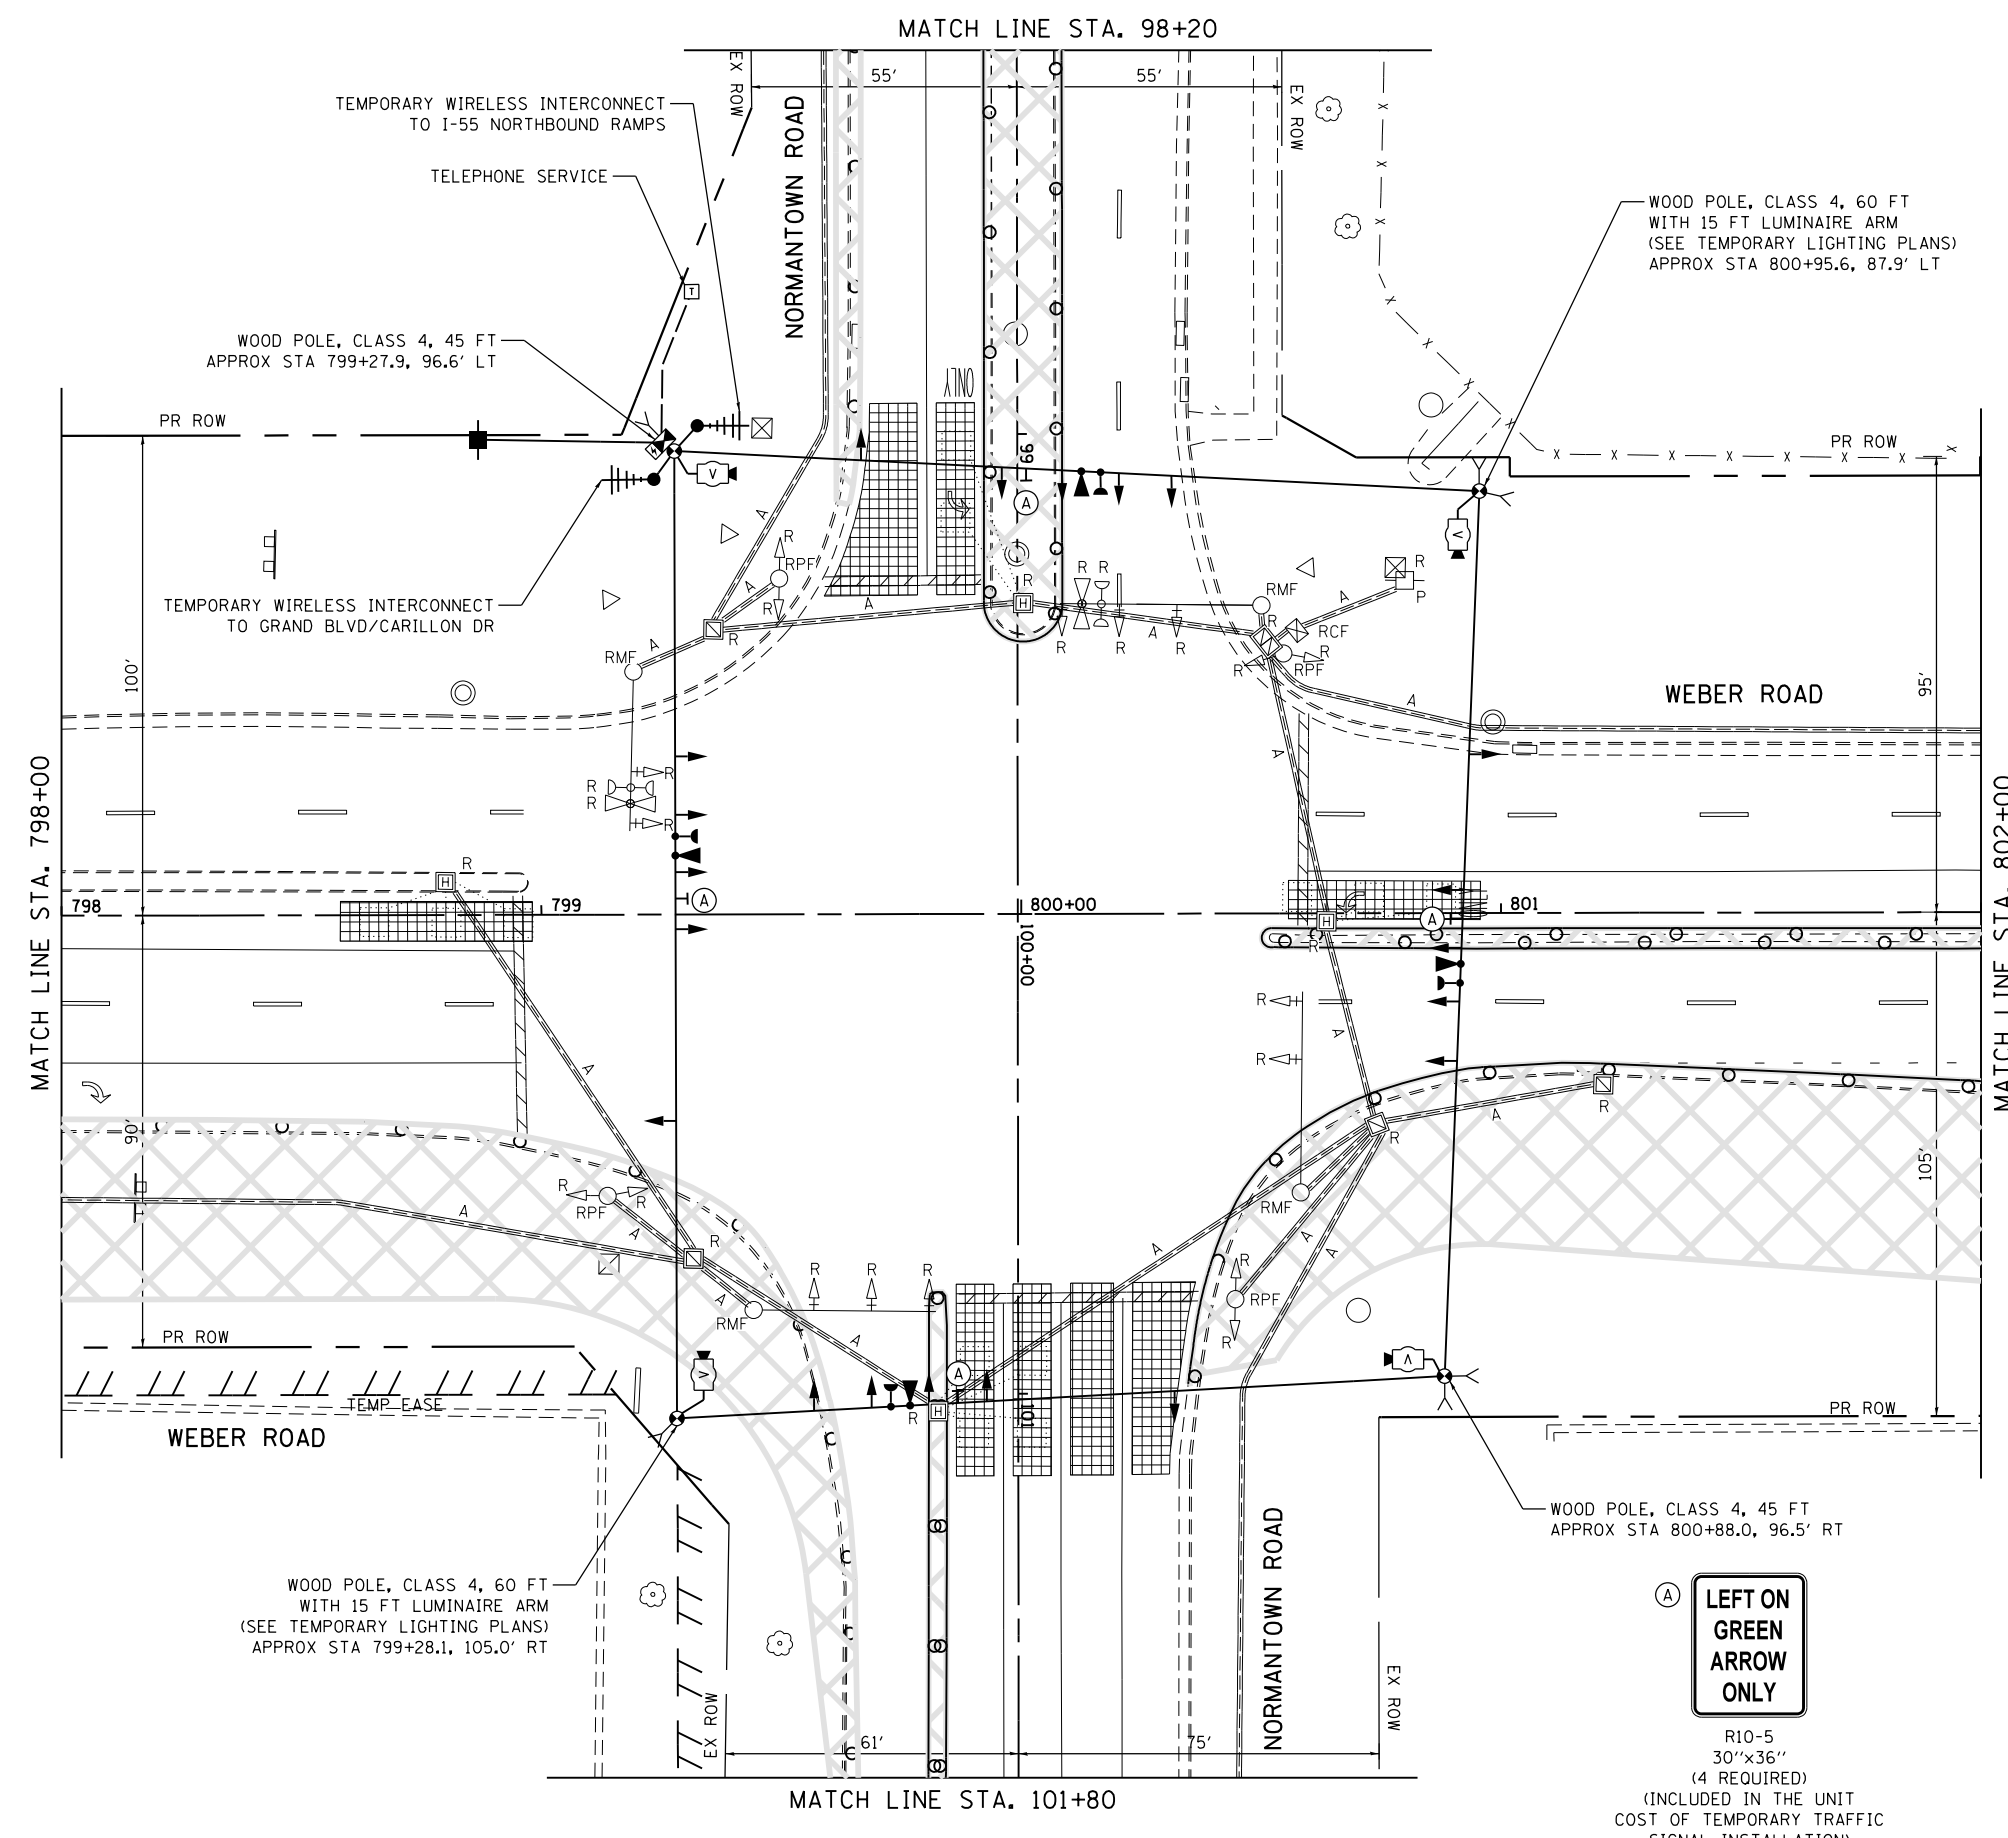 MATCH LINE STA. 98+20
EX ROW
55'
55'
EX ROW
NORMANTOWN ROAD
TEMPORARY WIRELESS INTERCONNECT
TO I-55 NORTHBOUND RAMPS
TELEPHONE SERVICE
T
WOOD POLE, CLASS 4, 60 FT
WITH 15 FT LUMINAIRE ARM
(SEE TEMPORARY LIGHTING PLANS)
APPROX STA 800+95.6, 87.9' LT
WOOD POLE, CLASS 4, 45 FT
APPROX STA 799+27.9, 96.6' LT
ONLY
PR ROW
PR ROW
99
A
V
V
TEMPORARY WIRELESS INTERCONNECT
TO GRAND BLVD/CARILLON DR
A
R
RPF
A
R
A
R
A
RMF
H
R
R
R
R
R
R
A
RMF
R
RCF
A
R
P
R
RPF
R
A
WEBER ROAD
100'
95'
MATCH LINE STA. 798+00
R
R
R
R
A
R
H
798
799
A
800+00
100+00
A
H
R
801
MATCH LINE STA. 802+00
R
R
A
A
A
R
R
90'
105'
A
R
RPF
R
A
R
A
RMF
R
R
R
A
A
RMF
A
A
R
RPF
R
PR ROW
TEMP EASE
WEBER ROAD
V
A
R
H
101
V
PR ROW
WOOD POLE, CLASS 4, 45 FT
APPROX STA 800+88.0, 96.5' RT
WOOD POLE, CLASS 4, 60 FT
WITH 15 FT LUMINAIRE ARM
(SEE TEMPORARY LIGHTING PLANS)
APPROX STA 799+28.1, 105.0' RT
NORMANTOWN ROAD
EX ROW
EX ROW
61'
75'
MATCH LINE STA. 101+80
A
LEFT ON
GREEN
ARROW
ONLY
R10-5
30"x36"
(4 REQUIRED)
(INCLUDED IN THE UNIT
COST OF TEMPORARY TRAFFIC
SIGNAL INSTALLATION)